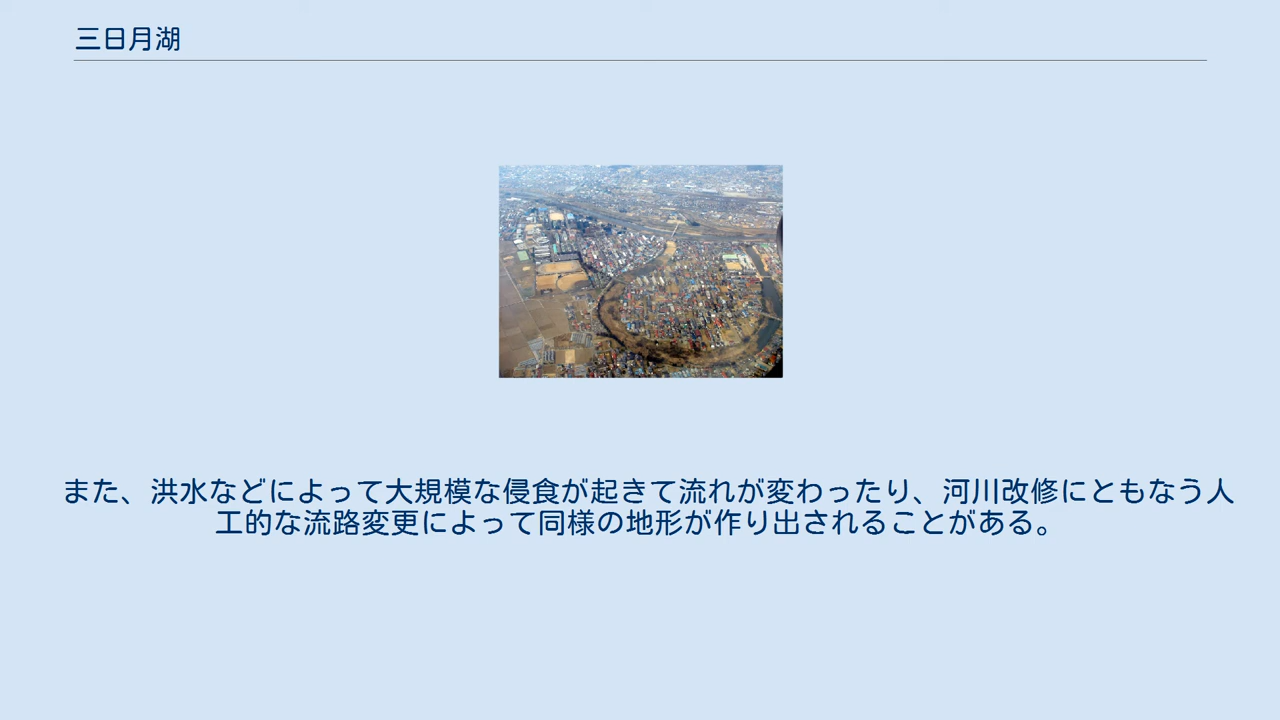 三日月湖
また、洪水などによって大規模な侵食が起きて流れが変わったり、河川改修にともなう人
工的な流路変更によって同様の地形が作り出されることがある。